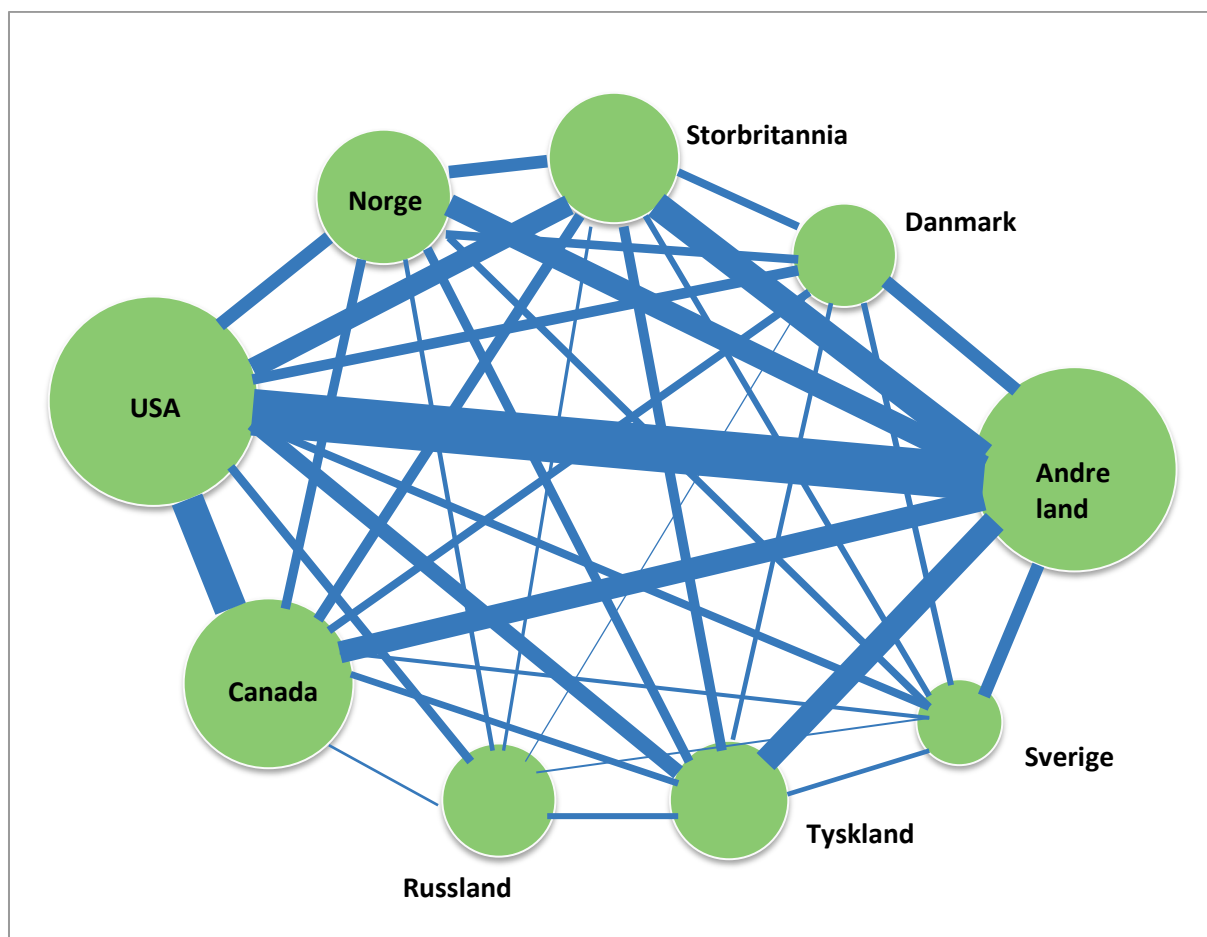 Storbritannia
Norge
Danmark
USA
Andre
land
Canada
Sverige
Tyskland
Russland